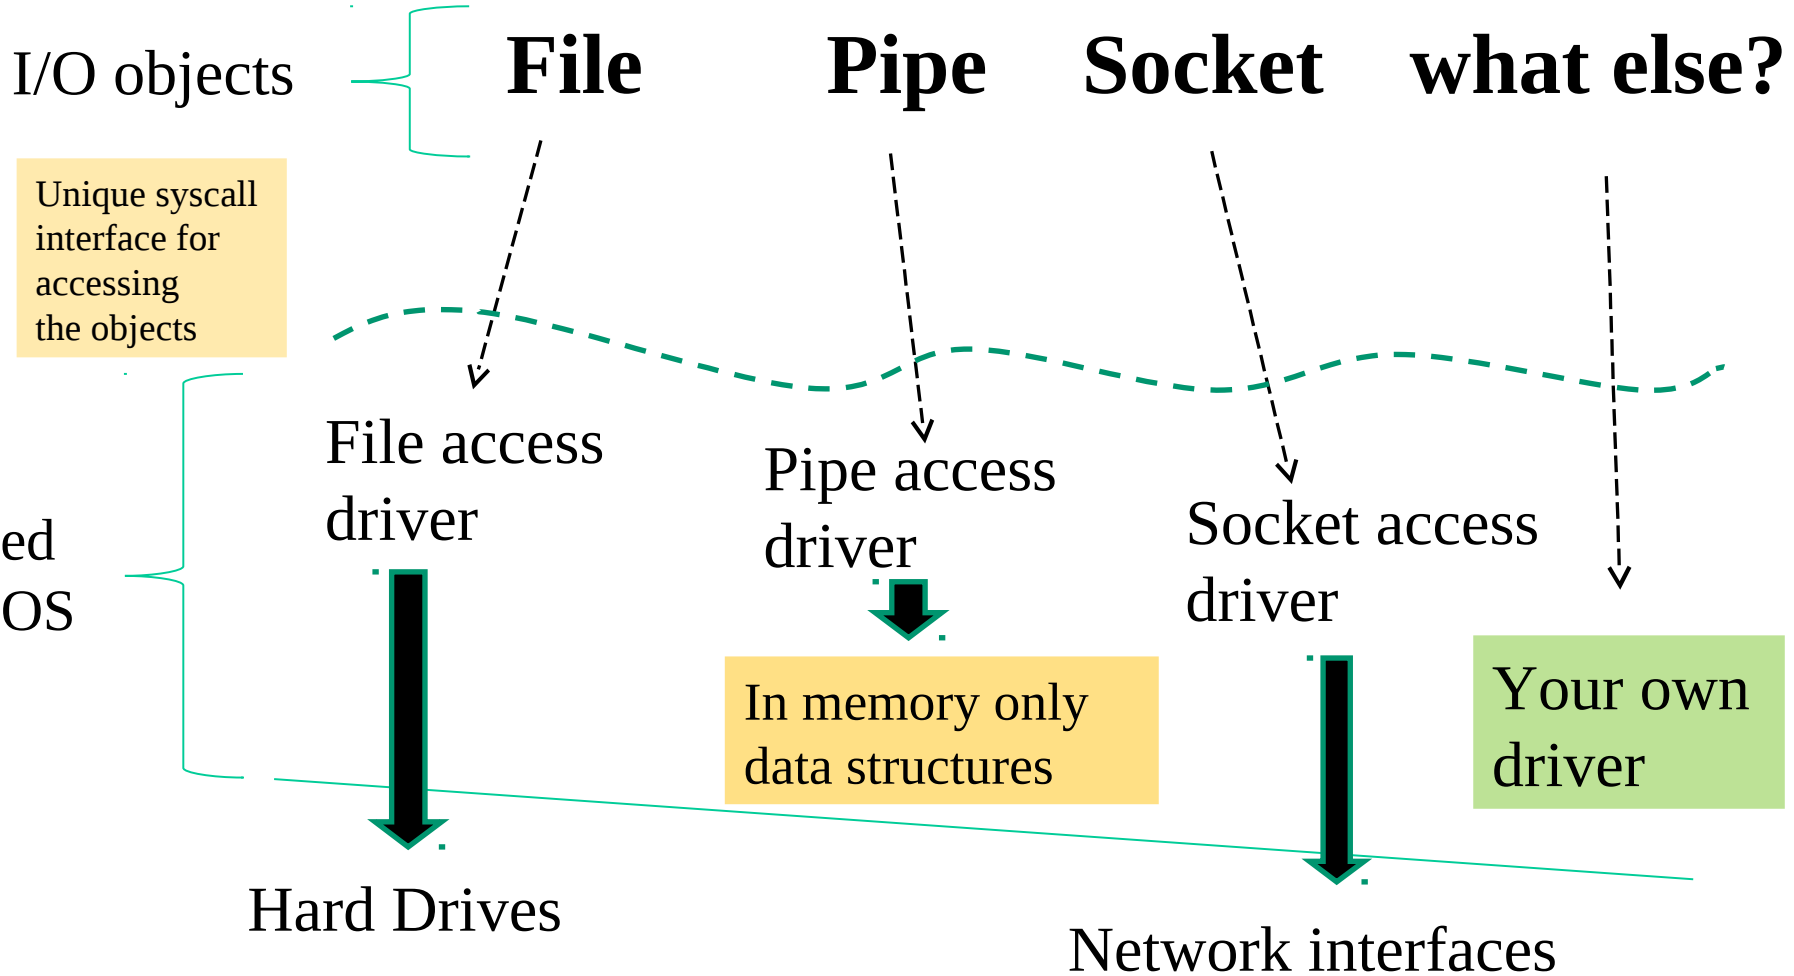 I/O objects
File
Pipe
Socket
what else?
Unique syscall
interface for
accessing
the objects
File access
driver
Pipe access
driver
Socket access
driver
ed
OS
In memory only
data structures
Your own
driver
Hard Drives
Network interfaces